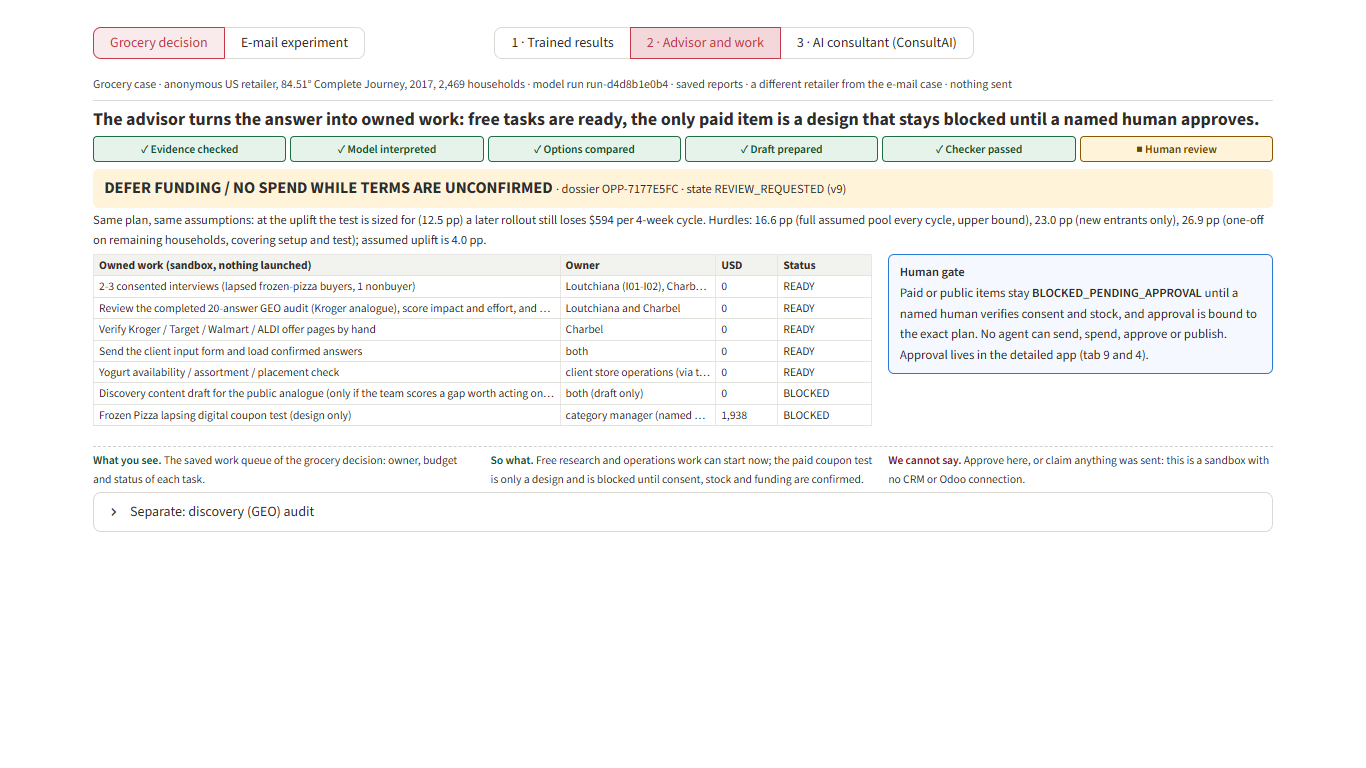 Grocery decision E-mail experiment 1 · Trained results 2 · Advisor and work 3 · AI consultant (ConsultAI)
Grocery case · anonymous US retailer, 84.51° Complete Journey, 2017, 2,469 households · model run run-d4d8b1e0b4 · saved reports · a different retailer from the e-mail case · nothing sent
The advisor turns the answer into owned work: free tasks are ready, the only paid item is a design that stays blocked until a named human approves.
✓ Evidence checked ✓ Model interpreted ✓ Options compared ✓ Draft prepared ✓ Checker passed ■ Human review
DEFER FUNDING / NO SPEND WHILE TERMS ARE UNCONFIRMED · dossier OPP-7177E5FC · state REVIEW_REQUESTED (v9)
Same plan, same assumptions: at the uplift the test is sized for (12.5 pp) a later rollout still loses $594 per 4-week cycle. Hurdles: 16.6 pp (full assumed pool every cycle, upper bound), 23.0 pp (new entrants only), 26.9 pp (one-off
on remaining households, covering setup and test); assumed uplift is 4.0 pp.
Owned work (sandbox, nothing launched) Owner USD Status
2-3 consented interviews (lapsed frozen-pizza buyers, 1 nonbuyer) Loutchiana (I01-I02), Charb… 0 READY
Review the completed 20-answer GEO audit (Kroger analogue), score impact and effort, and … Loutchiana and Charbel 0 READY
Verify Kroger / Target / Walmart / ALDI offer pages by hand Charbel 0 READY
Send the client input form and load confirmed answers both 0 READY
Yogurt availability / assortment / placement check client store operations (via t… 0 READY
Discovery content draft for the public analogue (only if the team scores a gap worth acting on… both (draft only) 0 BLOCKED
Frozen Pizza lapsing digital coupon test (design only) category manager (named … 1,938 BLOCKED
Human gate
Paid or public items stay BLOCKED_PENDING_APPROVAL until a
named human verifies consent and stock, and approval is bound to
the exact plan. No agent can send, spend, approve or publish.
Approval lives in the detailed app (tab 9 and 4).
What you see. The saved work queue of the grocery decision: owner, budget
and status of each task.
So what. Free research and operations work can start now; the paid coupon test
is only a design and is blocked until consent, stock and funding are confirmed.
We cannot say. Approve here, or claim anything was sent: this is a sandbox with
no CRM or Odoo connection.
Separate: discovery (GEO) audit